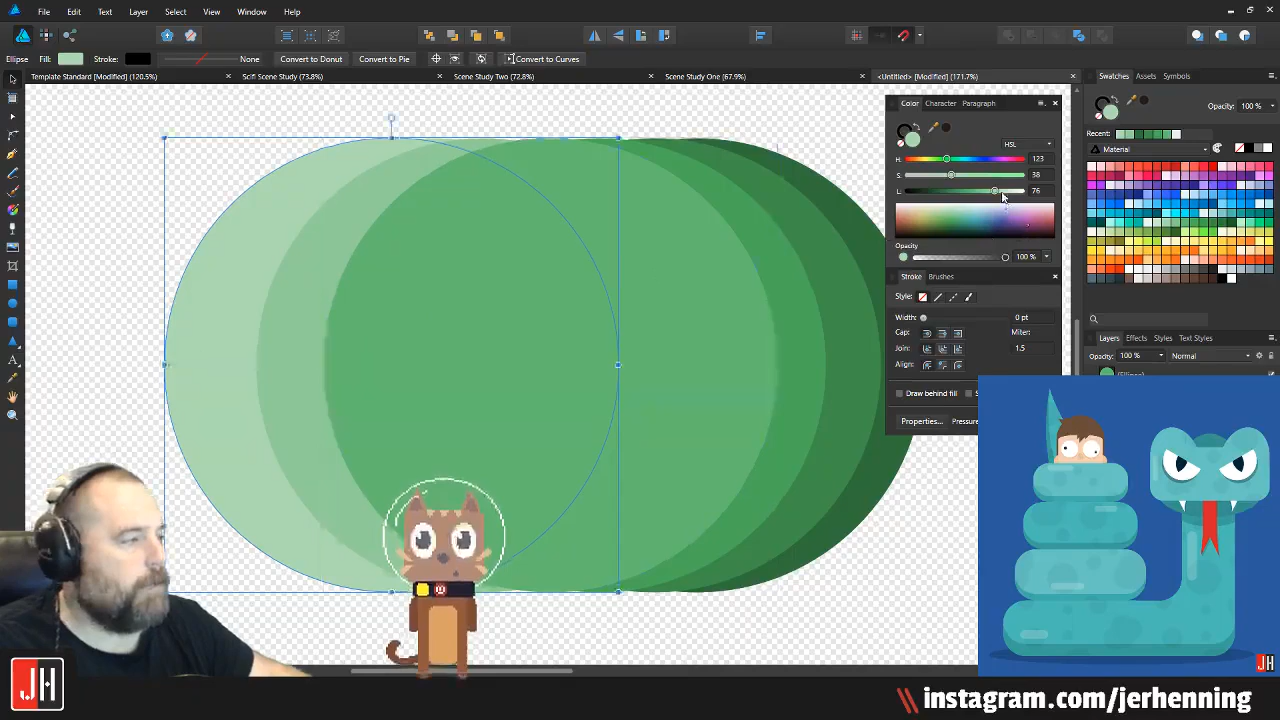 File Edit Text Layer Select View Window Help
Ellipse Fill: Stroke: None Convert to Donut Convert to Pie Convert to Curves
Template Standard [Modified] (120.5%) × Scifi Scene Study (73.8%) × Scene Study Two (72.8%) × Scene Study One (67.9%) × <Untitled> [Modified] (171.7%) ×
Swatches Assets Symbols
Color Character Paragraph
Opacity: 100 %
Recent:
HSL
Material
H: 123
S: 38
L: 76
Opacity
100 %
Stroke Brushes
Style:
Width: 0 pt
Cap: Miter:
Join: 1.5
Align:
Draw behind fill
Properties... Pressure
Layers Effects Styles Text Styles
Opacity: 100 % Normal
(Ellipse)
JH
JH
\\ instagram.com/jerhenning